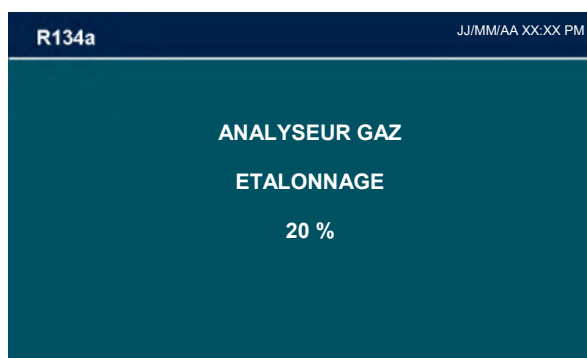 R134a
JJ/MM/AA XX:XX PM
ANALYSEUR GAZ
ETALONNAGE
20 %